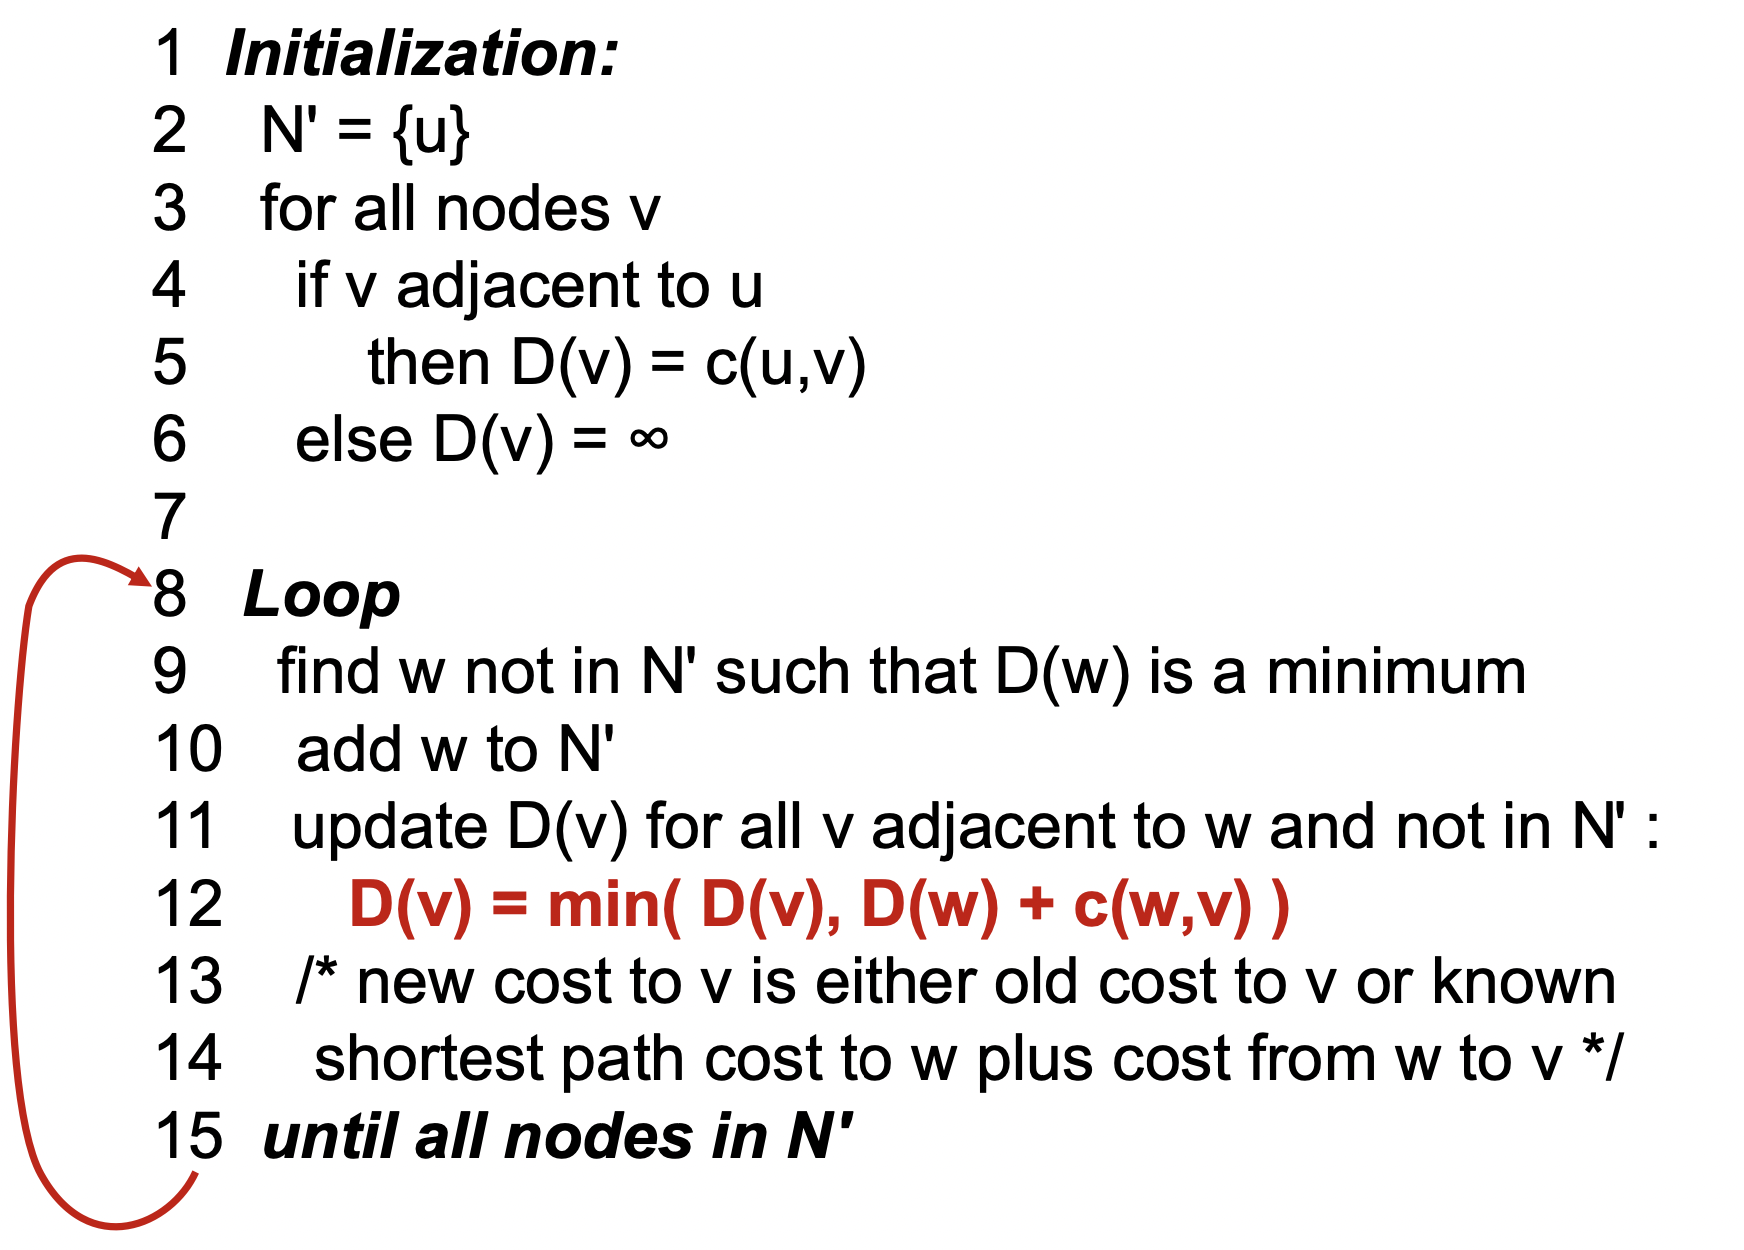 1 Initialization:
2 N' = {u}
3 for all nodes v
4 if v adjacent to u
5 then D(v) = c(u,v)
6 else D(v) = ∞
7
8 Loop
9 find w not in N' such that D(w) is a minimum
10 add w to N'
11 update D(v) for all v adjacent to w and not in N' :
12 D(v) = min( D(v), D(w) + c(w,v) )
13 /* new cost to v is either old cost to v or known
14 shortest path cost to w plus cost from w to v */
15 until all nodes in N'